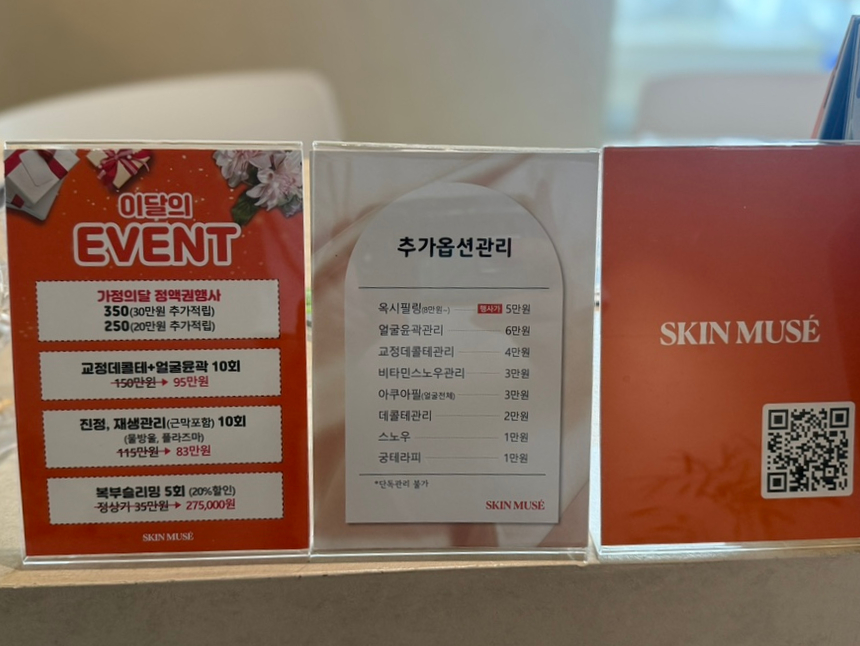 이달의
EVENT
가정의달 정액권행사
350(30만원 추가적립)
250(20만원 추가적립)
교정데콜테+얼굴윤곽 10회
150만원 ▶ 95만원
진정, 재생관리(근막포함) 10회
(물방울, 플라즈마)
115만원 ▶ 83만원
복부슬리밍 5회 (20%할인)
정상가 35만원 ▶ 275,000원
SKIN MUSÉ
추가옵션관리
옥시필링(8만원~) 행사가 5만원
얼굴윤곽관리 6만원
교정데콜테관리 4만원
비타민스노우관리 3만원
아쿠아필(얼굴전체) 3만원
데콜테관리 2만원
스노우 1만원
궁테라피 1만원
*단독관리 불가
SKIN MUSÉ
SKIN MUSÉ